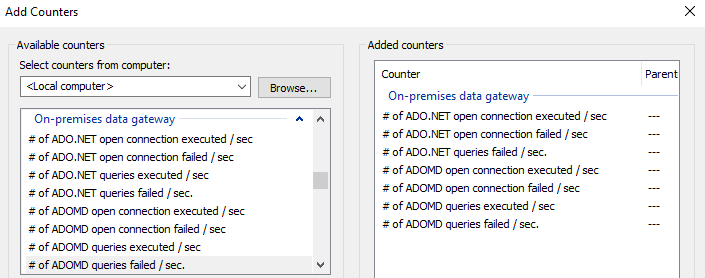 Add Counters
Available counters
Select counters from computer:
<Local computer>
Browse...
On-premises data gateway
# of ADO.NET open connection executed / sec
# of ADO.NET open connection failed / sec
# of ADO.NET queries executed / sec
# of ADO.NET queries failed / sec.
# of ADOMD open connection executed / sec
# of ADOMD open connection failed / sec
# of ADOMD queries executed / sec
# of ADOMD queries failed / sec.
Added counters
Counter Parent
On-premises data gateway
# of ADO.NET open connection executed / sec ---
# of ADO.NET open connection failed / sec ---
# of ADO.NET queries failed / sec. ---
# of ADOMD open connection executed / sec ---
# of ADOMD open connection failed / sec ---
# of ADOMD queries executed / sec ---
# of ADOMD queries failed / sec. ---